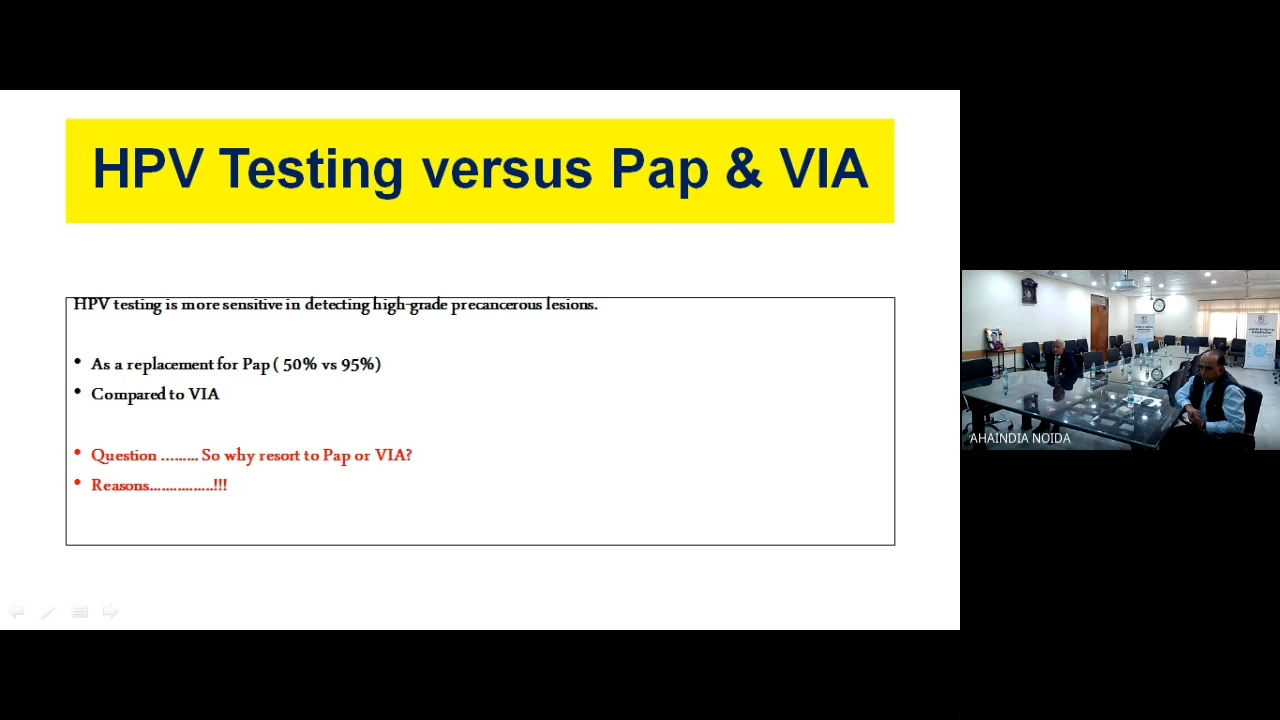 HPV Testing versus Pap & VIA
HPV testing is more sensitive in detecting high-grade precancerous lesions.
• As a replacement for Pap ( 50% vs 95%)
• Compared to VIA
• Question ......... So why resort to Pap or VIA?
• Reasons...............!!!
AHAINDIA NOIDA